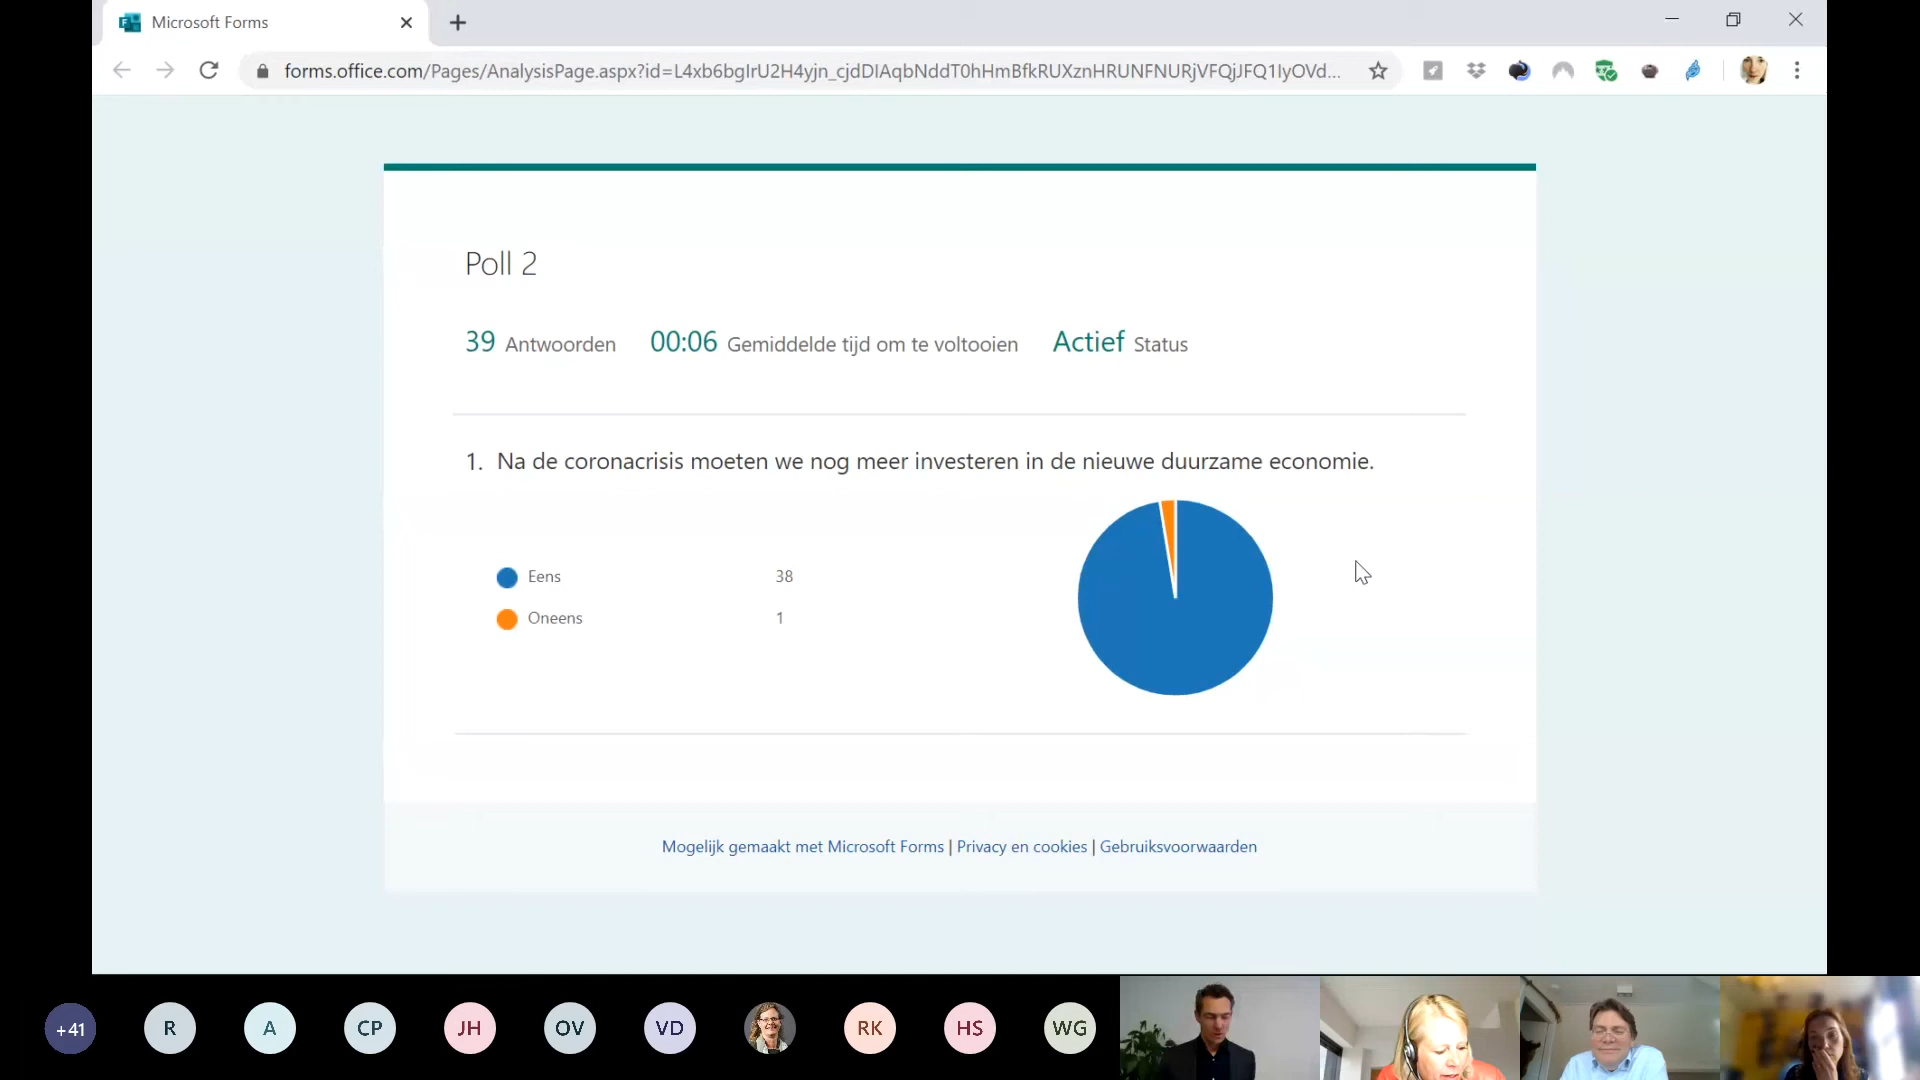 Microsoft Forms
forms.office.com/Pages/AnalysisPage.aspx?id=L4xb6bgIrU2H4yjn_cjdDIAqbNddT0hHmBfkRUXznHRUNFNURjVFQjJFQ1IyOVd...
Poll 2
39 Antwoorden 00:06 Gemiddelde tijd om te voltooien Actief Status
1. Na de coronacrisis moeten we nog meer investeren in de nieuwe duurzame economie.
Eens 38
Oneens 1
Mogelijk gemaakt met Microsoft Forms | Privacy en cookies | Gebruiksvoorwaarden
+41 R A CP JH OV VD RK HS WG